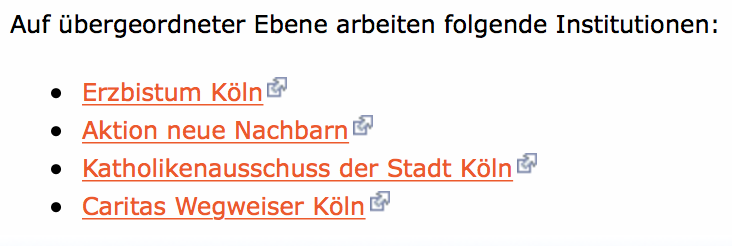 Auf übergeordneter Ebene arbeiten folgende Institutionen:
Erzbistum Köln
Aktion neue Nachbarn
Katholikenausschuss der Stadt Köln
Caritas Wegweiser Köln